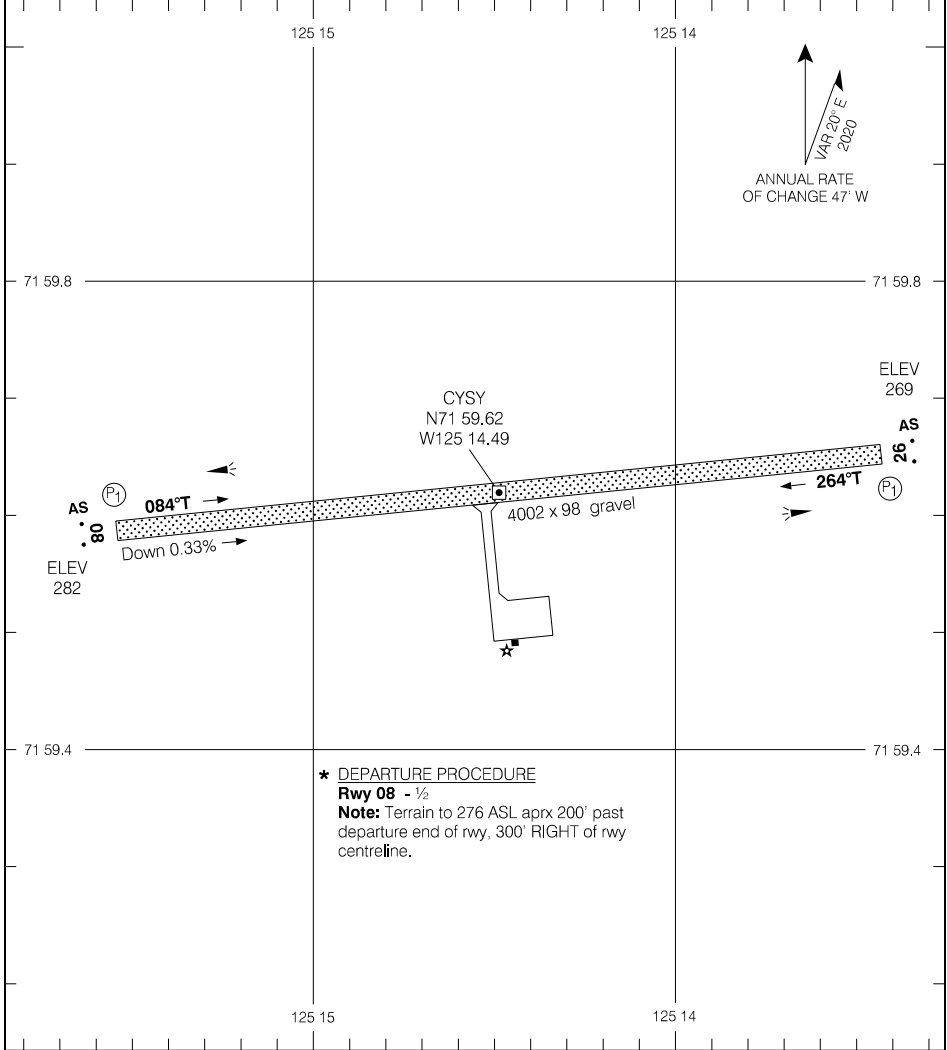 125 15
125 14
VAR 20° E
2020
ANNUAL RATE
OF CHANGE 47' W
71 59.8
71 59.8
ELEV
269
CYSY
N71 59.62
W125 14.49
AS
26
264°T
P1
AS
P1
084°T
08
4002 x 98 gravel
Down 0.33%
ELEV
282
71 59.4
71 59.4
* DEPARTURE PROCEDURE
Rwy 08 - ½
Note: Terrain to 276 ASL aprx 200' past
departure end of rwy, 300' RIGHT of rwy
centreline.
125 15
125 14